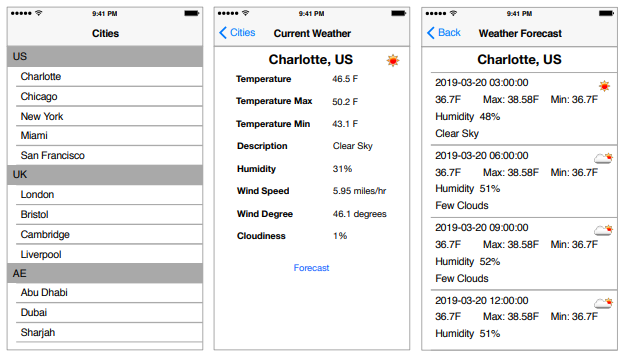 9:41 PM
Cities
US
Charlotte
Chicago
New York
Miami
San Francisco
UK
London
Bristol
Cambridge
Liverpool
AE
Abu Dhabi
Dubai
Sharjah
9:41 PM
Cities Current Weather
Charlotte, US
Temperature 46.5 F
Temperature Max 50.2 F
Temperature Min 43.1 F
Description Clear Sky
Humidity 31%
Wind Speed 5.95 miles/hr
Wind Degree 46.1 degrees
Cloudiness 1%
Forecast
9:41 PM
Back Weather Forecast
Charlotte, US
2019-03-20 03:00:00
36.7F Max: 38.58F Min: 36.7F
Humidity 48%
Clear Sky
2019-03-20 06:00:00
36.7F Max: 38.58F Min: 36.7F
Humidity 51%
Few Clouds
2019-03-20 09:00:00
36.7F Max: 38.58F Min: 36.7F
Humidity 52%
Few Clouds
2019-03-20 12:00:00
36.7F Max: 38.58F Min: 36.7F
Humidity 51%